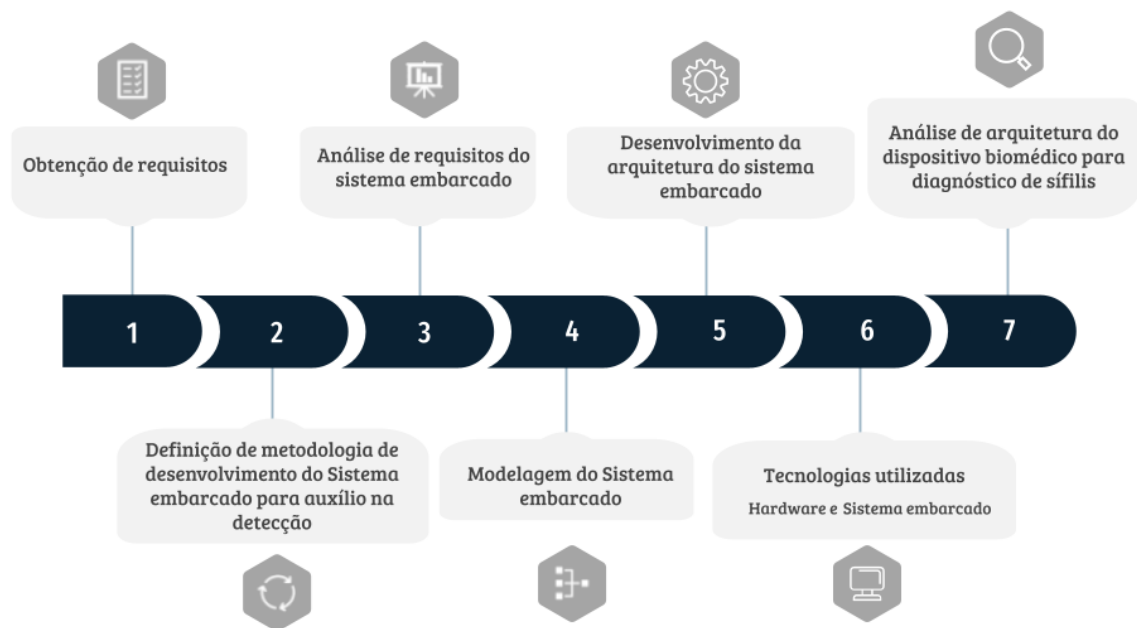 Obtenção de requisitos
Análise de requisitos do
sistema embarcado
Desenvolvimento da
arquitetura do sistema
embarcado
Análise de arquitetura do
dispositivo biomédico para
diagnóstico de sífilis
1
2
3
4
5
6
7
Definição de metodologia de
desenvolvimento do Sistema
embarcado para auxílio na
detecção
Modelagem do Sistema
embarcado
Tecnologias utilizadas
Hardware e Sistema embarcado